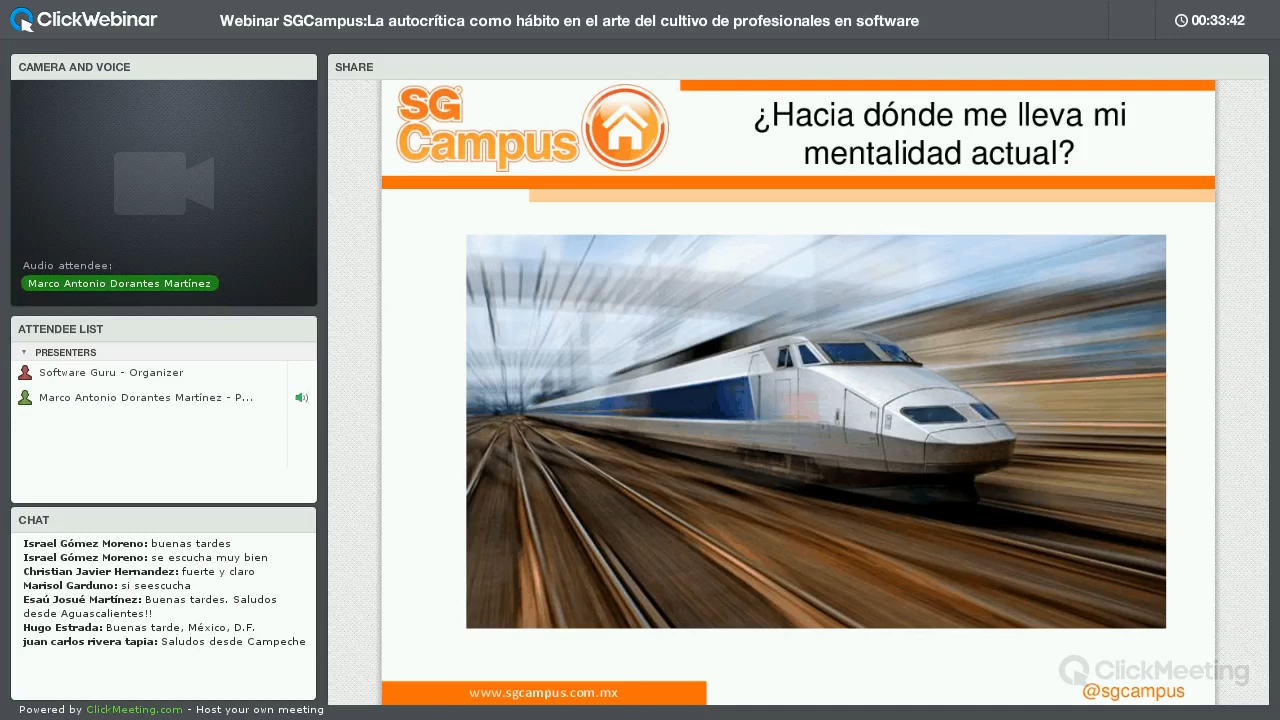 ClickWebinar
Webinar SGCampus:La autocrítica como hábito en el arte del cultivo de profesionales en software
00:33:42
CAMERA AND VOICE
Audio attendee:
Marco Antonio Dorantes Martínez
ATTENDEE LIST
PRESENTERS
Software Guru - Organizer
Marco Antonio Dorantes Martínez - P...
CHAT
Israel Gómez Moreno: buenas tardes
Israel Gómez Moreno: se escucha muy bien
Christian Javier Hernandez: fuerte y claro
Marisol Garduno: si seescucha
Esaú Josué Martínez: Buenas tardes. Saludos
desde Aguascalientes!!
Hugo Estrada: Buenas tarde, México, D.F.
juan carlos rivera tapia: Saludos desde Campeche
Powered by ClickMeeting.com - Host your own meeting
SHARE
SG
Campus
¿Hacia dónde me lleva mi
mentalidad actual?
www.sgcampus.com.mx
ClickMeeting
@sgcampus